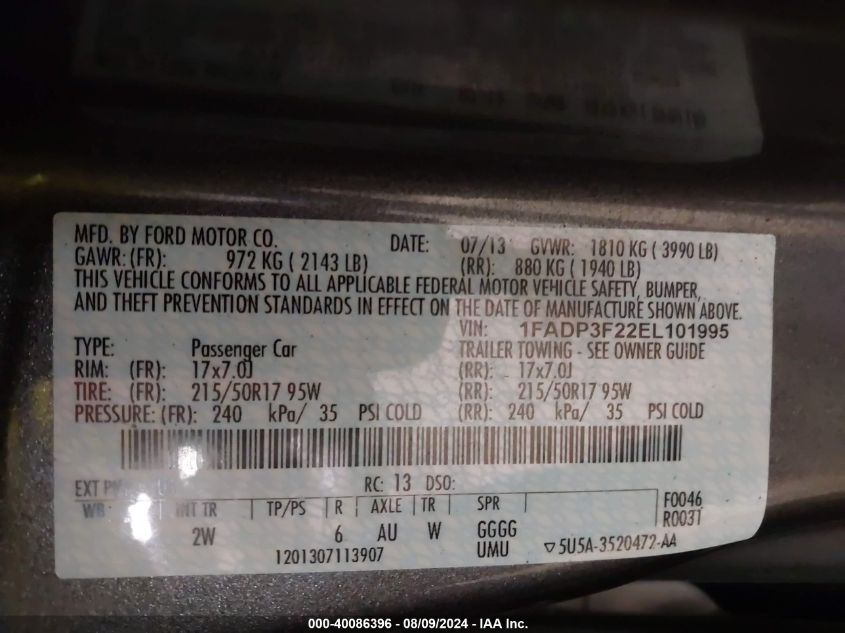 MFD. BY FORD MOTOR CO. DATE: 07/13 GVWR: 1810 KG ( 3990 LB)
GAWR: (FR): 972 KG ( 2143 LB) (RR): 880 KG ( 1940 LB)
THIS VEHICLE CONFORMS TO ALL APPLICABLE FEDERAL MOTOR VEHICLE SAFETY, BUMPER,
AND THEFT PREVENTION STANDARDS IN EFFECT ON THE DATE OF MANUFACTURE SHOWN ABOVE.
VIN: 1FADP3F22EL101995
TYPE: Passenger Car TRAILER TOWING - SEE OWNER GUIDE
RIM: (FR): 17x7.0J (RR): 17x7.0J
TIRE: (FR): 215/50R17 95W (RR): 215/50R17 95W
PRESSURE: (FR): 240 kPa/ 35 PSI COLD (RR): 240 kPa/ 35 PSI COLD
EXT RC: 13 DSO:
WB INT TR TP/PS R AXLE TR SPR F0046
2W 6 AU W GGGG R003T
1201307113907 UMU ▽5U5A-3520472-AA
000-40086396 - 08/09/2024 - IAA Inc.